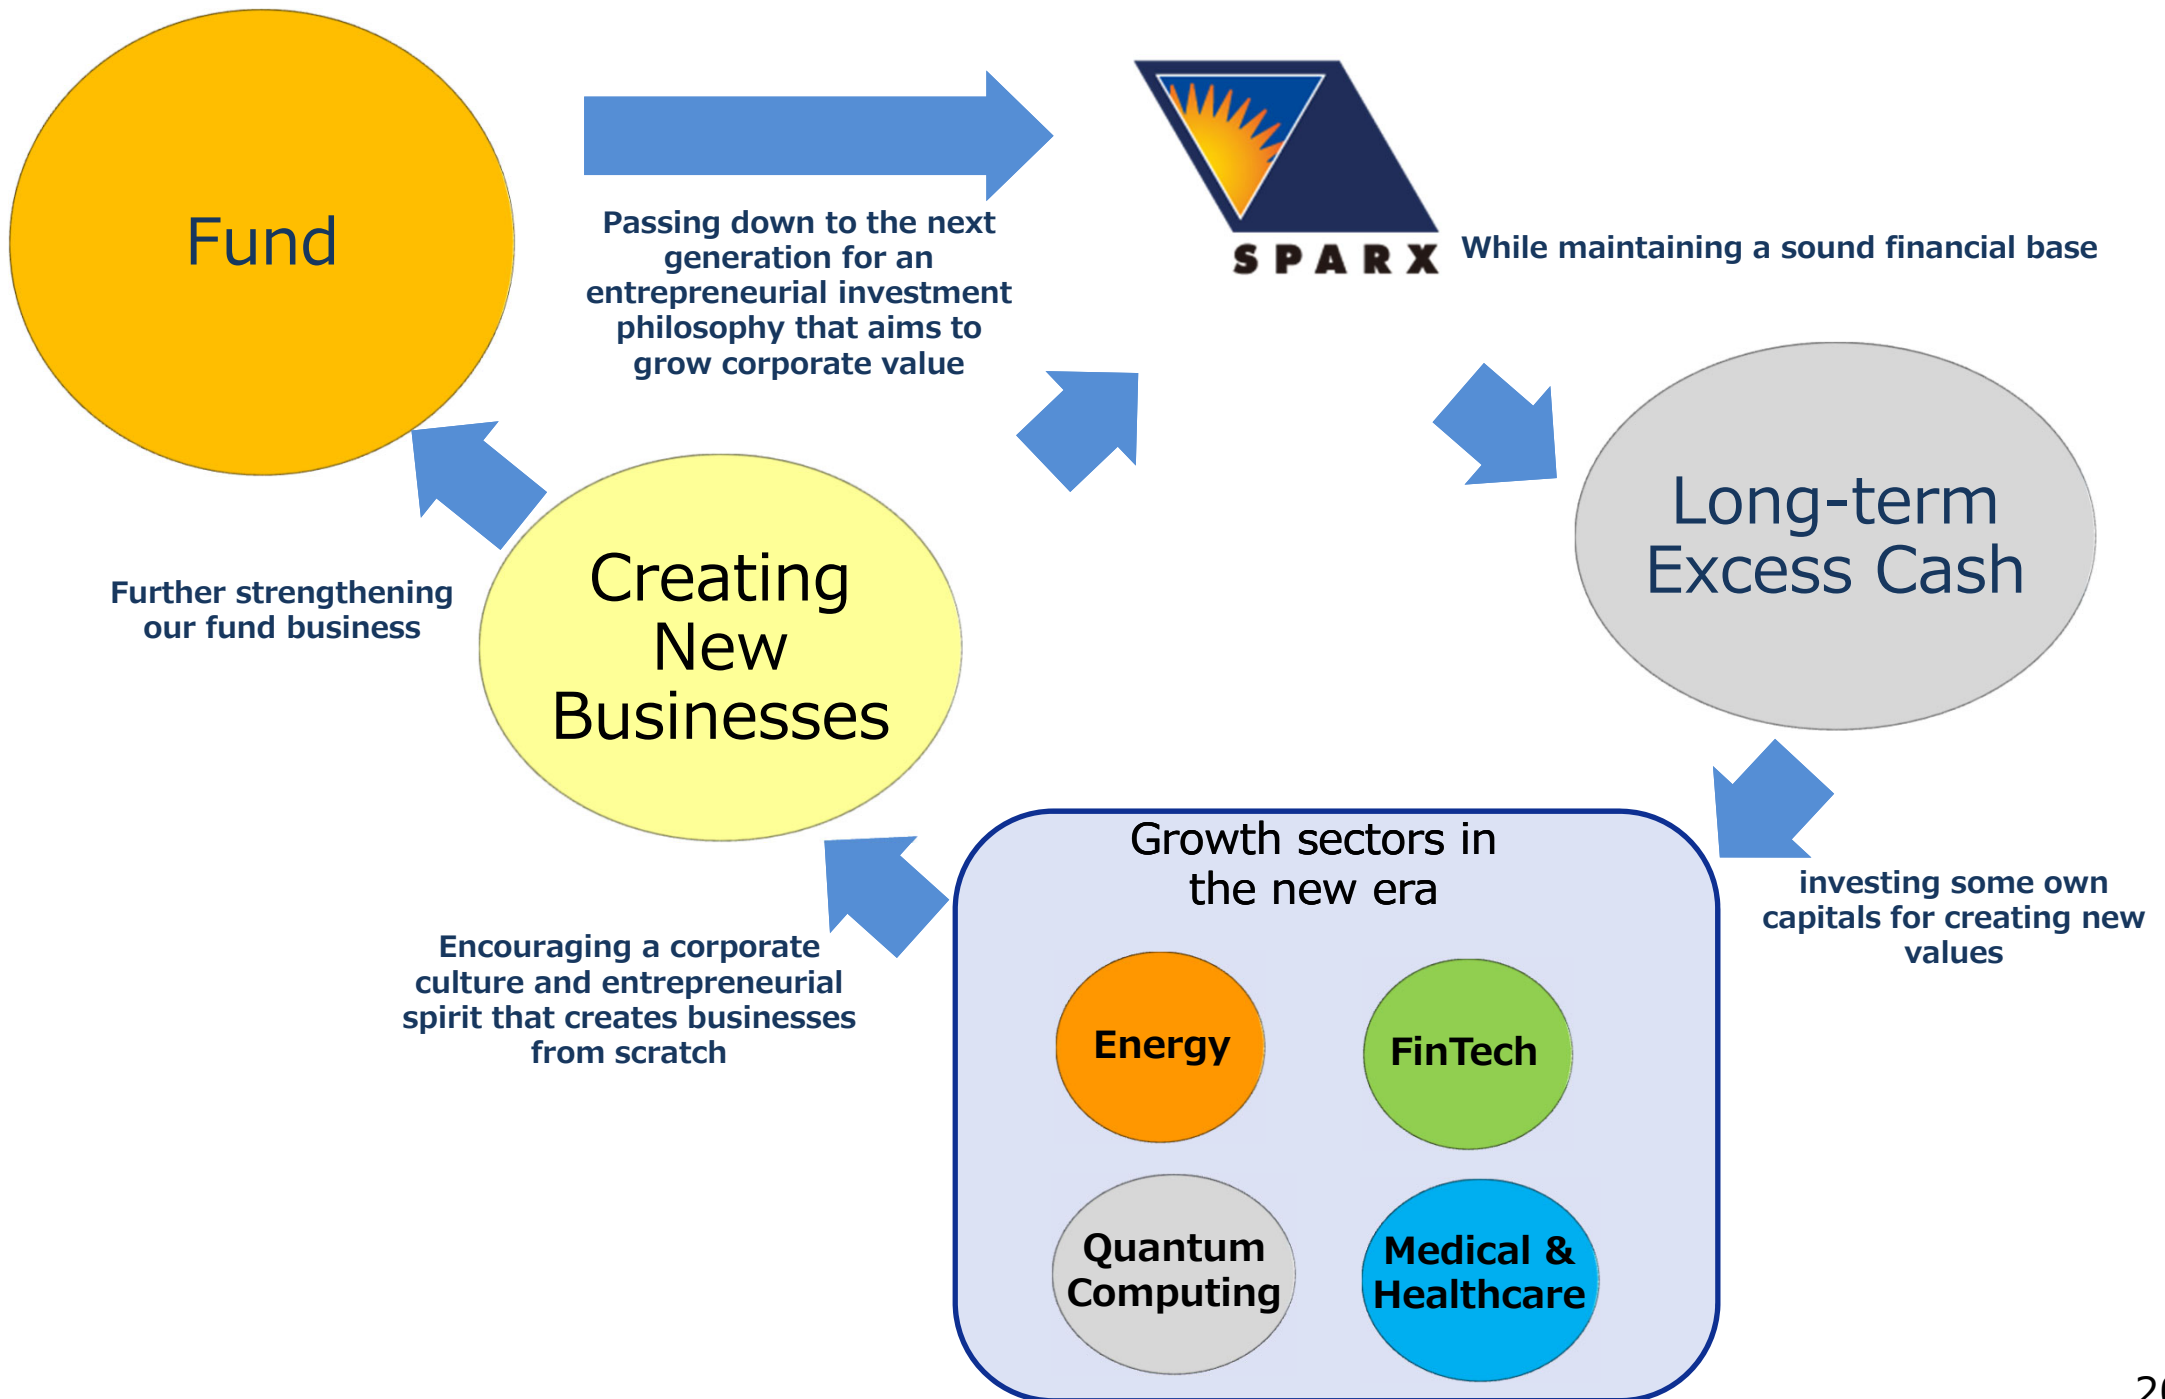 Fund
Passing down to the next
generation for an
entrepreneurial investment
philosophy that aims to
grow corporate value
SPARX
While maintaining a sound financial base
Long-term
Excess Cash
Further strengthening
our fund business
Creating
New
Businesses
Growth sectors in
the new era
investing some own
capitals for creating new
values
Encouraging a corporate
culture and entrepreneurial
spirit that creates businesses
from scratch
Energy
FinTech
Quantum
Computing
Medical &
Healthcare